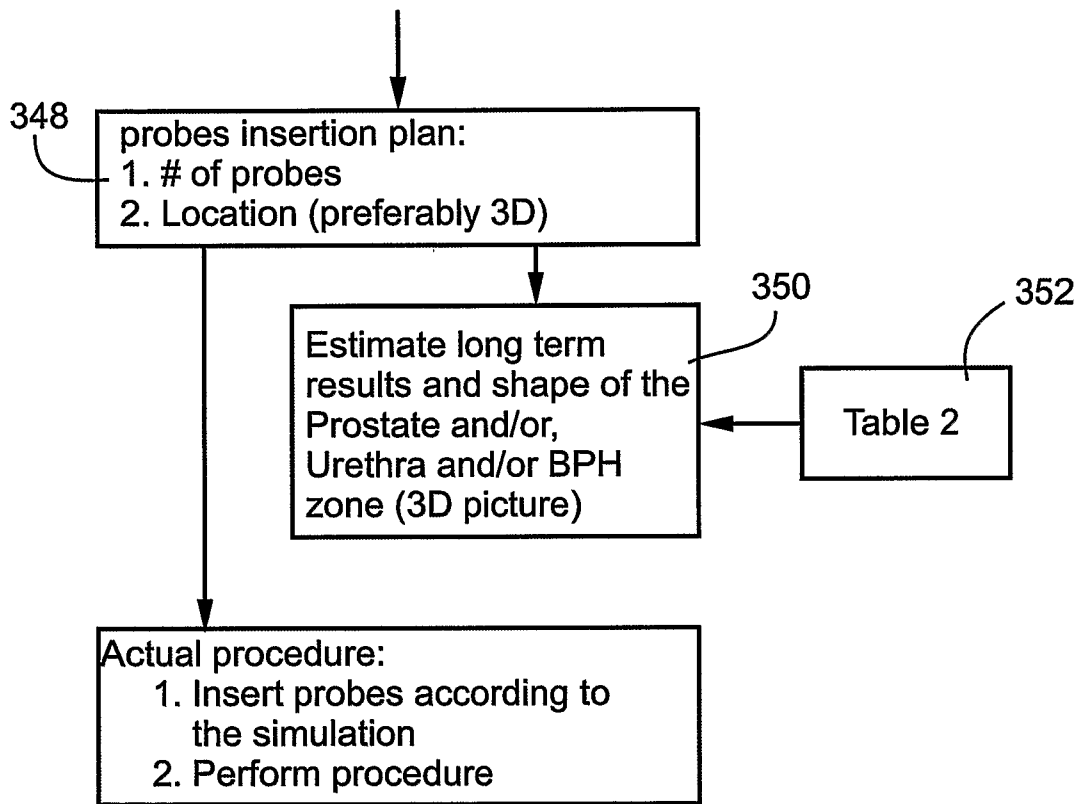 348
probes insertion plan:
1. # of probes
2. Location (preferably 3D)
350
352
Estimate long term
results and shape of the
Prostate and/or,
Urethra and/or BPH
zone (3D picture)
Table 2
Actual procedure:
1. Insert probes according to
the simulation
2. Perform procedure